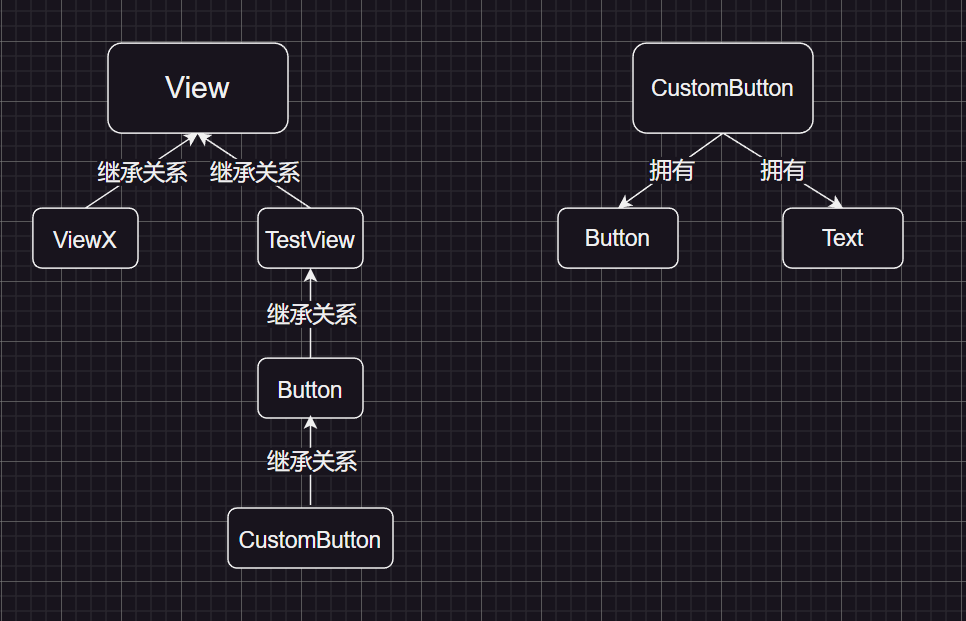 View
CustomButton
继承关系
继承关系
拥有
拥有
ViewX
TestView
Button
Text
继承关系
Button
继承关系
CustomButton